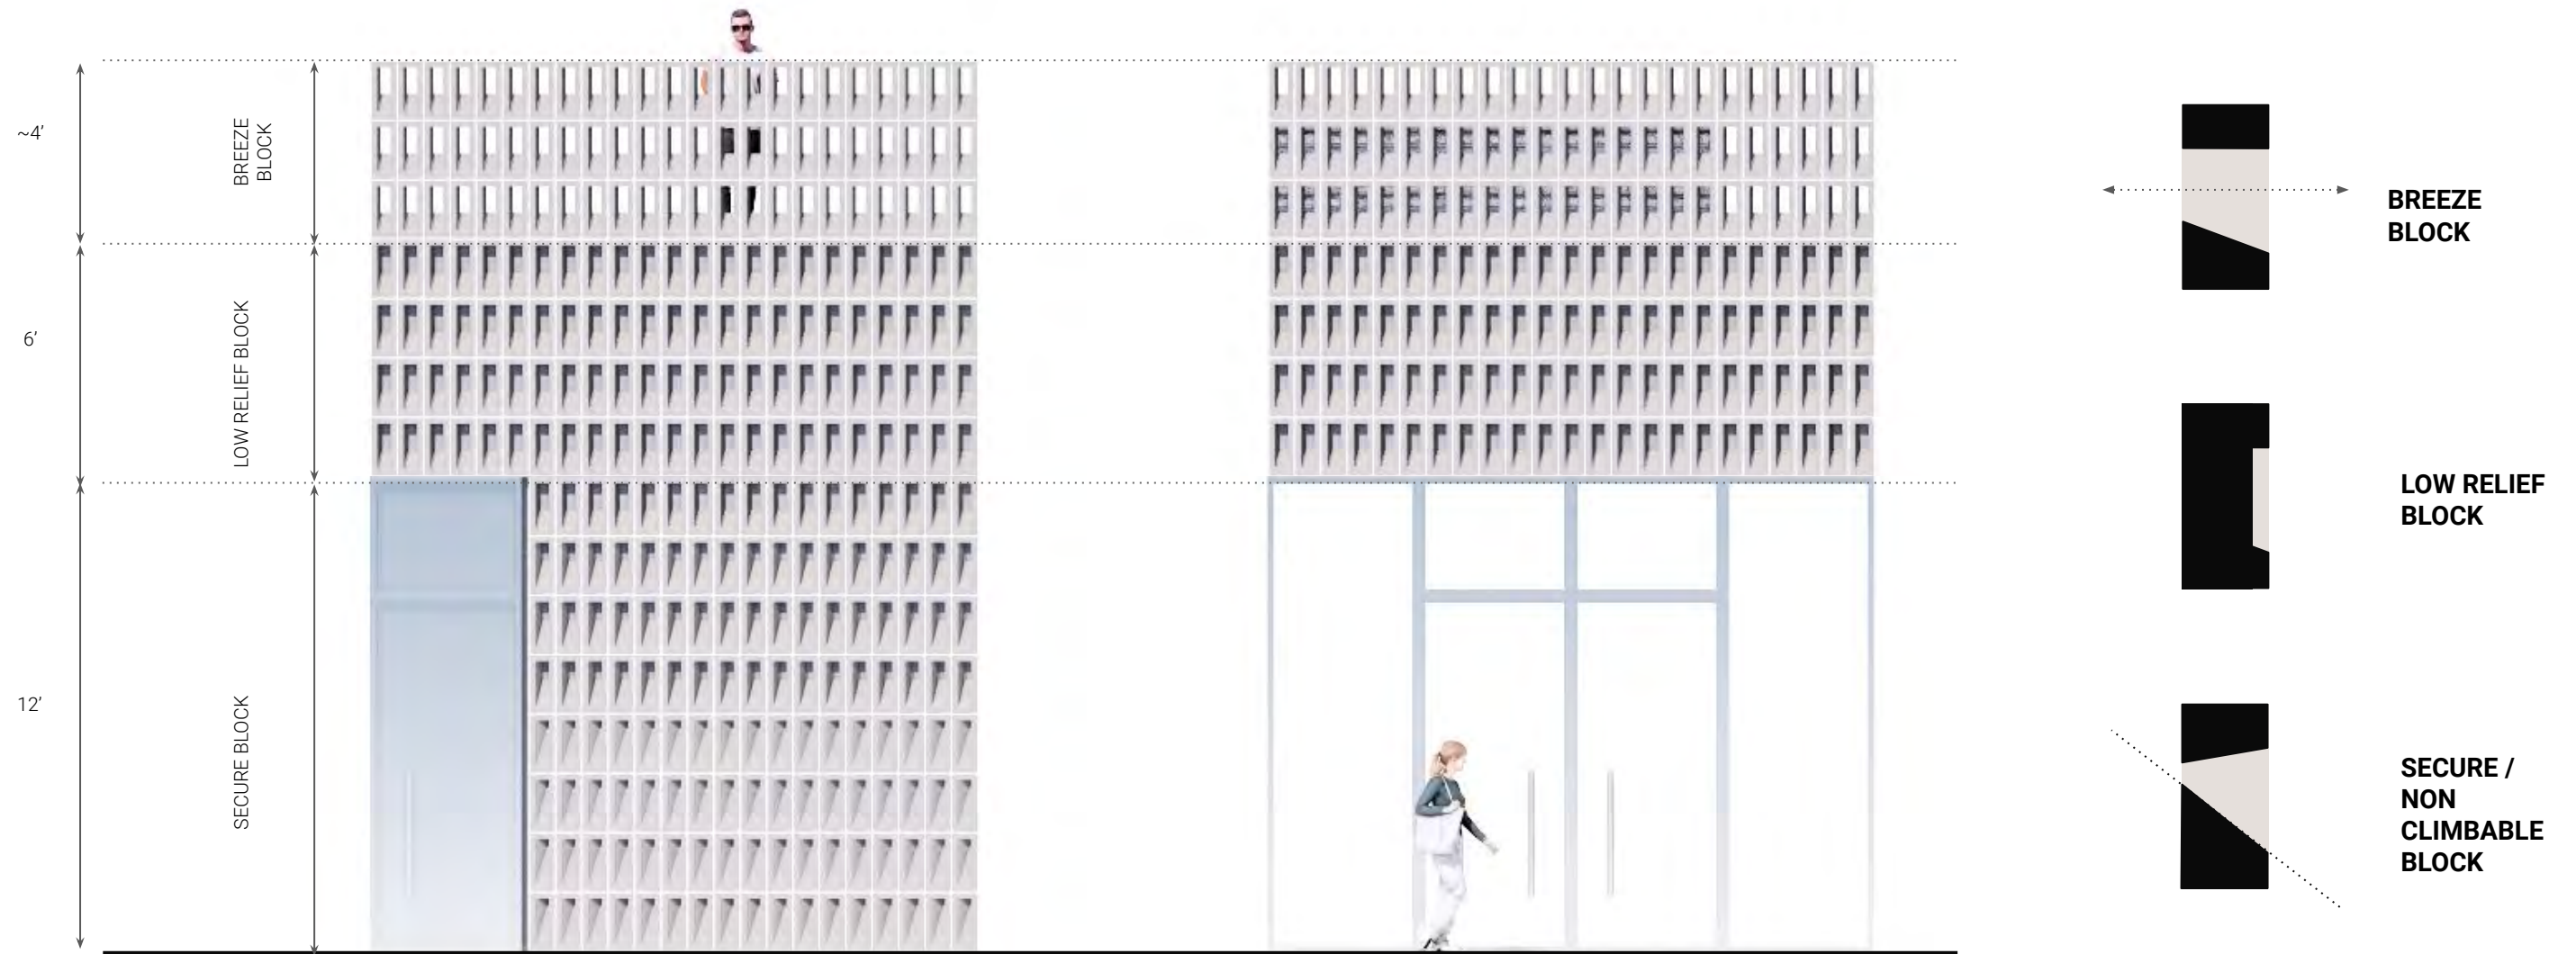 ~4’
6’
12’
BREEZE
BLOCK
LOW RELIEF BLOCK
SECURE BLOCK
BREEZE
BLOCK
LOW RELIEF
BLOCK
SECURE /
NON
CLIMBABLE
BLOCK